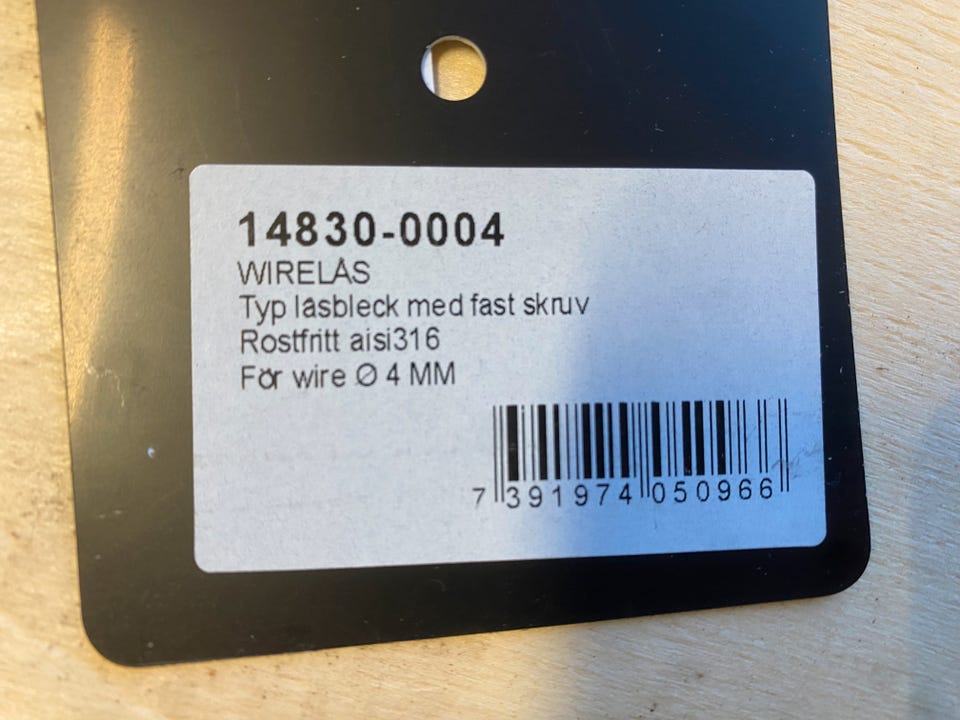 14830-0004
WIRELÅS
Typ låsbleck med fast skruv
Rostfritt aisi316
För wire Ø 4 MM
7 391974 050966